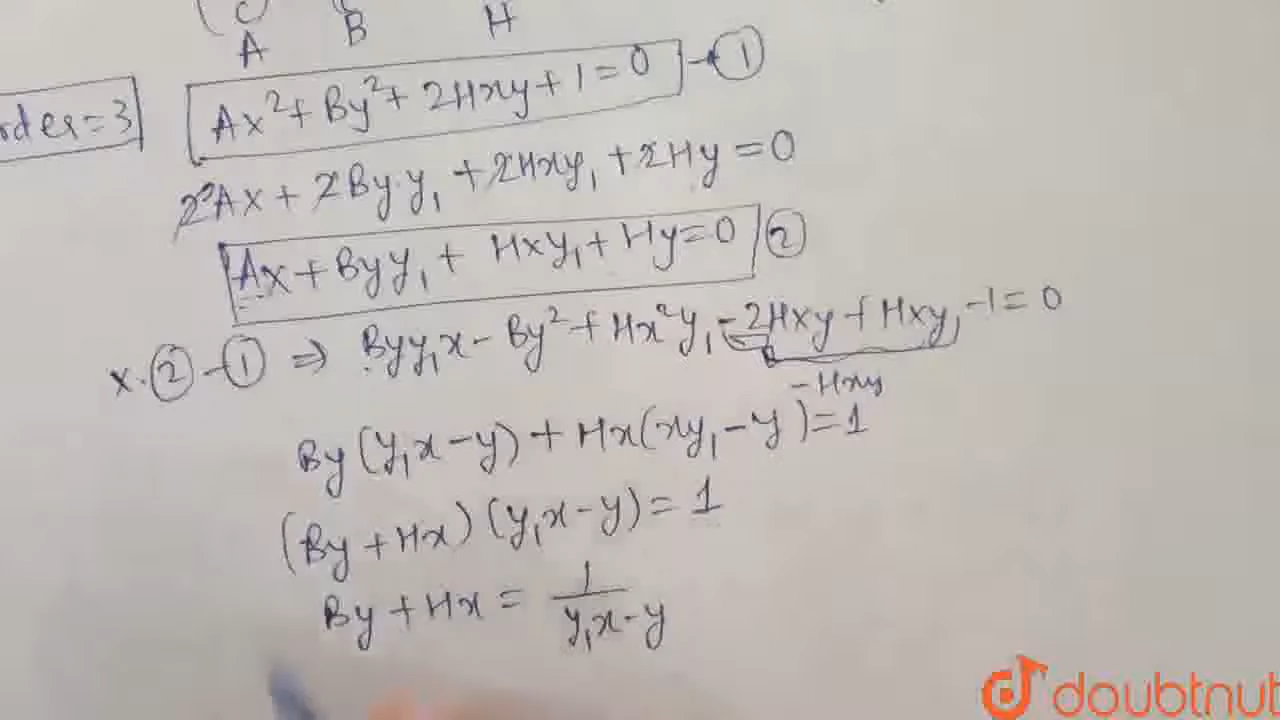 (C)
A B H
rder=3
Ax²+By²+2Hxy+1=0 → ①
2Ax+2By.y₁+2Hxy₁+2Hy=0
Ax+Byy₁+Hxy₁+Hy=0 ②
x.②-① ⇒ Byy₁x-By²+Hx²y₁-2Hxy+Hxy,-1=0
-Hxy
By(y₁x-y)+Hx(xy₁-y)=1
(By+Hx)(y₁x-y)=1
By+Hx=1/(y₁x-y)
doubtnut